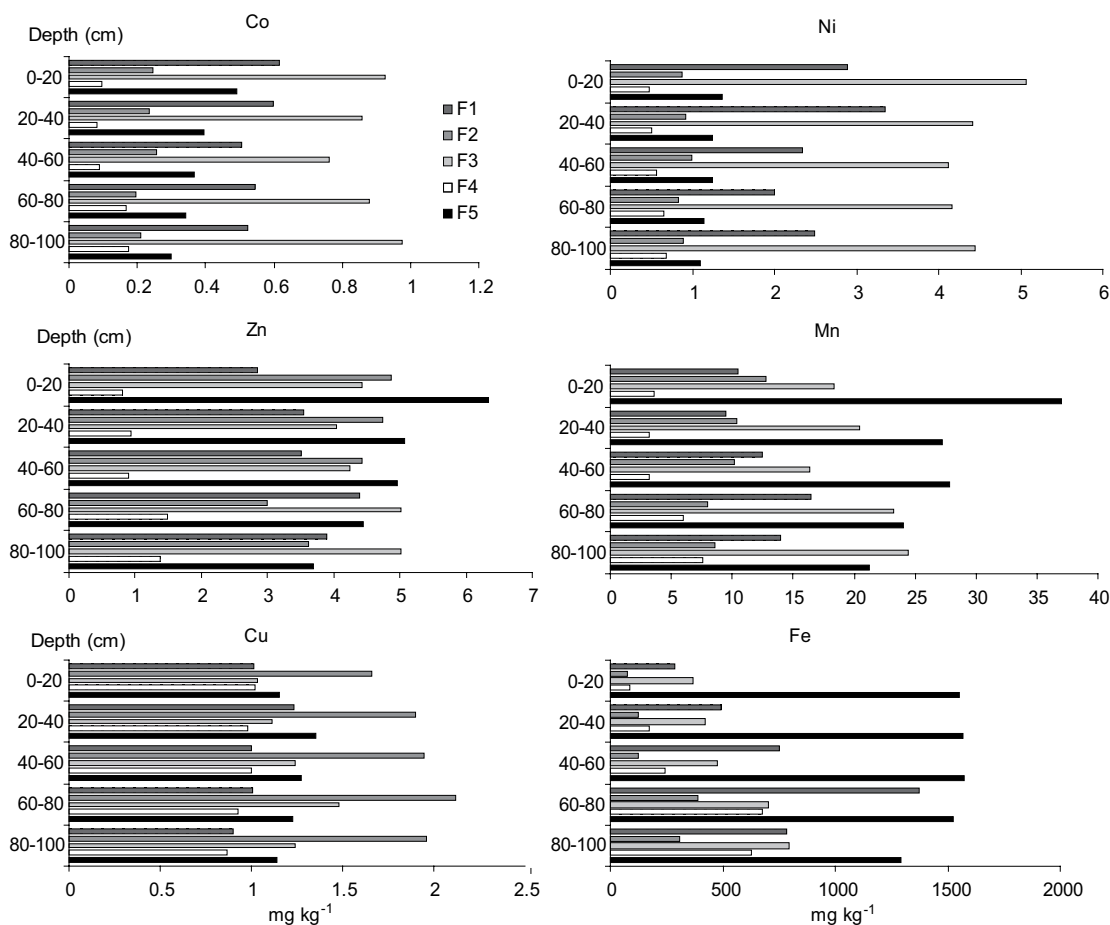 Co
Depth (cm)
0-20
20-40
40-60
60-80
80-100
0 0.2 0.4 0.6 0.8 1 1.2
F1
F2
F3
F4
F5
Ni
0-20
20-40
40-60
60-80
80-100
0 1 2 3 4 5 6
Zn
Depth (cm)
0-20
20-40
40-60
60-80
80-100
0 1 2 3 4 5 6 7
Mn
0-20
20-40
40-60
60-80
80-100
0 5 10 15 20 25 30 35 40
Cu
Depth (cm)
0-20
20-40
40-60
60-80
80-100
0 0.5 1 1.5 2 2.5
mg kg⁻¹
Fe
0-20
20-40
40-60
60-80
80-100
0 500 1000 1500 2000
mg kg⁻¹